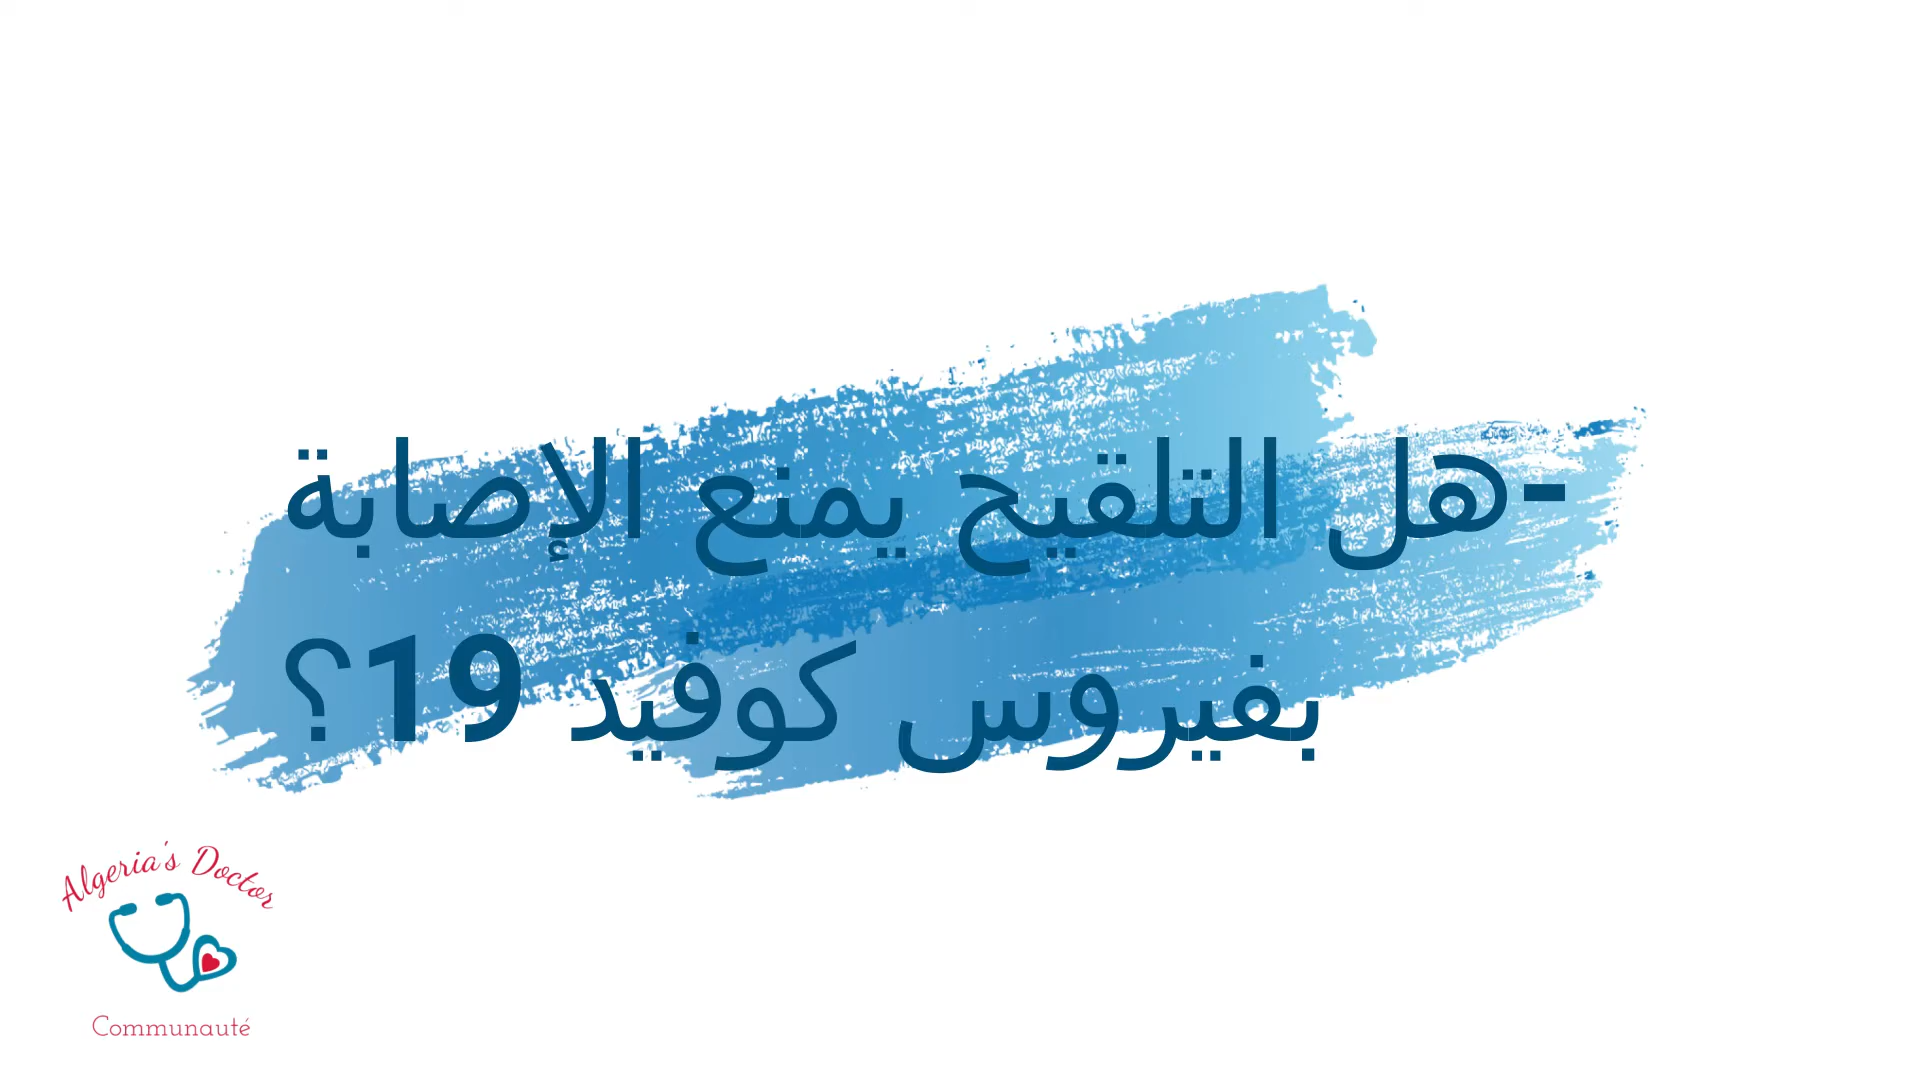 -هل التلقيح يمنع الإصابة
بفيروس كوفيد 19؟
Algeria's Doctor
Communauté